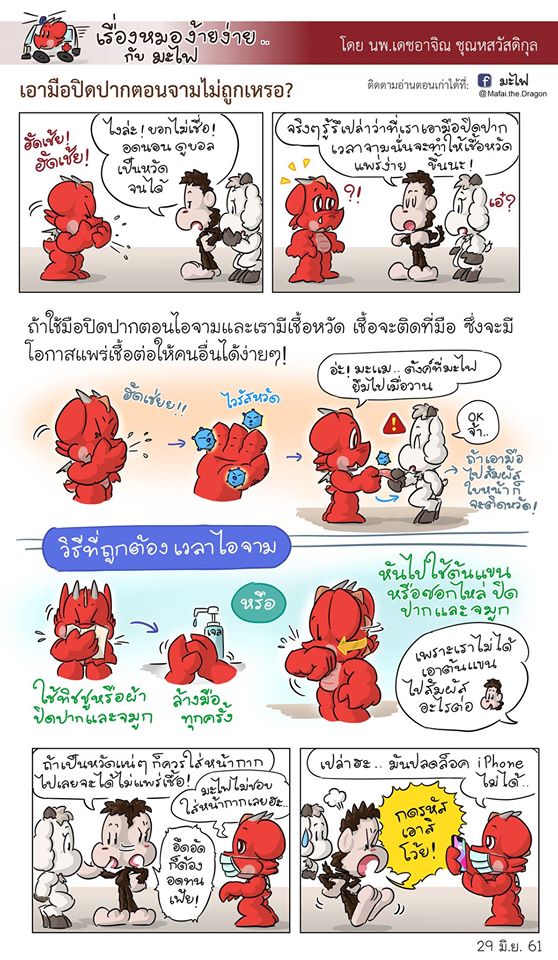 เรื่องหมอง้ายง่าย..
กับ มะไฟ
โดย นพ.เดชอาจิณ ชุณหสวัสดิกุล
เอามือปิดปากตอนจามไม่ถูกเหรอ?
ติดตามอ่านตอนเก่าได้ที่:
มะไฟ
@Mafai.the.Dragon
ฮัดเช้ย!
ฮัดเช้ย!
ไงล่ะ! บอกไม่เชื่อ!
อดนอน ดูบอล
เป็นหวัด
จนได้
จริงๆรู้รึเปล่าว่าที่เราเอามือปิดปาก
เวลาจามนั่นจะทำให้เชื้อหวัด
แพร่ง่าย ขึ้นนะ!
?!
เอ๋?
ถ้าใช้มือปิดปากตอนไอจามและเรามีเชื้อหวัด เชื้อจะติดที่มือ ซึ่งจะมี
โอกาสแพร่เชื้อต่อให้คนอื่นได้ง่ายๆ!
ฮัดเช่ยย!!
ไวรัสหวัด
อ่ะ! มะแม.. ตังค์ที่มะไฟ
ยืมไปเมื่อวาน
OK
จ้า..
ถ้าเอามือ
ไปสัมผัส
ใบหน้าก็
จะติดหวัด!
วิธีที่ถูกต้อง เวลาไอจาม
ใช้ทิชชูหรือผ้า
ปิดปากและจมูก
เจล
ล้างมือ
ทุกครั้ง
หรือ
หันไปใช้ต้นแขน
หรือซอกไหล่ ปิด
ปากและจมูก
เพราะเราไม่ได้
เอาต้นแขน
ไปสัมผัส
อะไรต่อ
ถ้าเป็นหวัดแน่ๆ ก็ควรใส่หน้ากาก
ไปเลยจะได้ไม่แพร่เชื้อ!
มะไฟไม่ชอบ
ใส่หน้ากากเลยฮะ..
อึดอัด
ก็ต้อง
อดทน
เฟ้ย!
เปล่าฮะ.. มันปลดล็อค iPhone
ไม่ได้..
กดรหัส
เอาสิ
โว้ย!
29 มิ.ย. 61